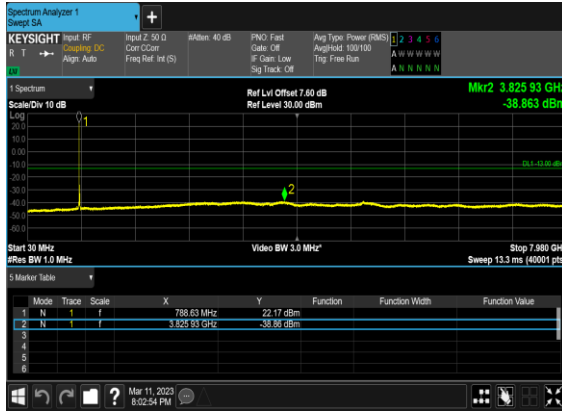 Spectrum Analyzer 1
Swept SA
KEYSIGHT
R T
LU
Input: RF
Coupling: DC
Align: Auto
Input Z: 50 Ω
Corr CCorr
Freq Ref: Int (S)
#Atten: 40 dB
PNO: Fast
Gate: Off
IF Gain: Low
Sig Track: Off
Avg Type: Power (RMS)
Avg|Hold: 100/100
Trig: Free Run
1 2 3 4 5 6
A W W W W W
A N N N N N
1 Spectrum
Scale/Div 10 dB
Log
Ref Lvl Offset 7.60 dB
Ref Level 30.00 dBm
Mkr2 3.825 93 GHz
-38.863 dBm
20.0
10.0
0.00
-10.0
-20.0
-30.0
-40.0
-50.0
-60.0
1
2
DL1 -13.00 dBm
Start 30 MHz
#Res BW 1.0 MHz
Video BW 3.0 MHz*
Stop 7.980 GHz
Sweep 13.3 ms (40001 pts)
5 Marker Table
Mode Trace Scale X Y Function Function Width Function Value
1 N 1 f 788.63 MHz 22.17 dBm
2 N 1 f 3.825 93 GHz -38.86 dBm
3
4
5
6
?
Mar 11, 2023
8:02:54 PM